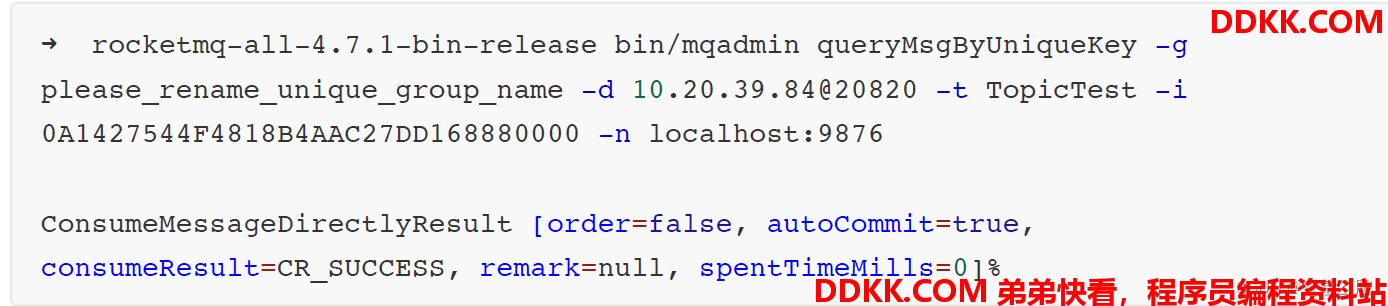 DDKK.COM
➜  rocketmq-all-4.7.1-bin-release bin/mqadmin queryMsgByUniqueKey -g
please_rename_unique_group_name -d 10.20.39.84@20820 -t TopicTest -i
0A1427544F4818B4AAC27DD168880000 -n localhost:9876
ConsumeMessageDirectlyResult [order=false, autoCommit=true,
consumeResult=CR_SUCCESS, remark=null, spentTimeMills=0]%
DDKK.COM 弟弟快看，程序员编程资料站